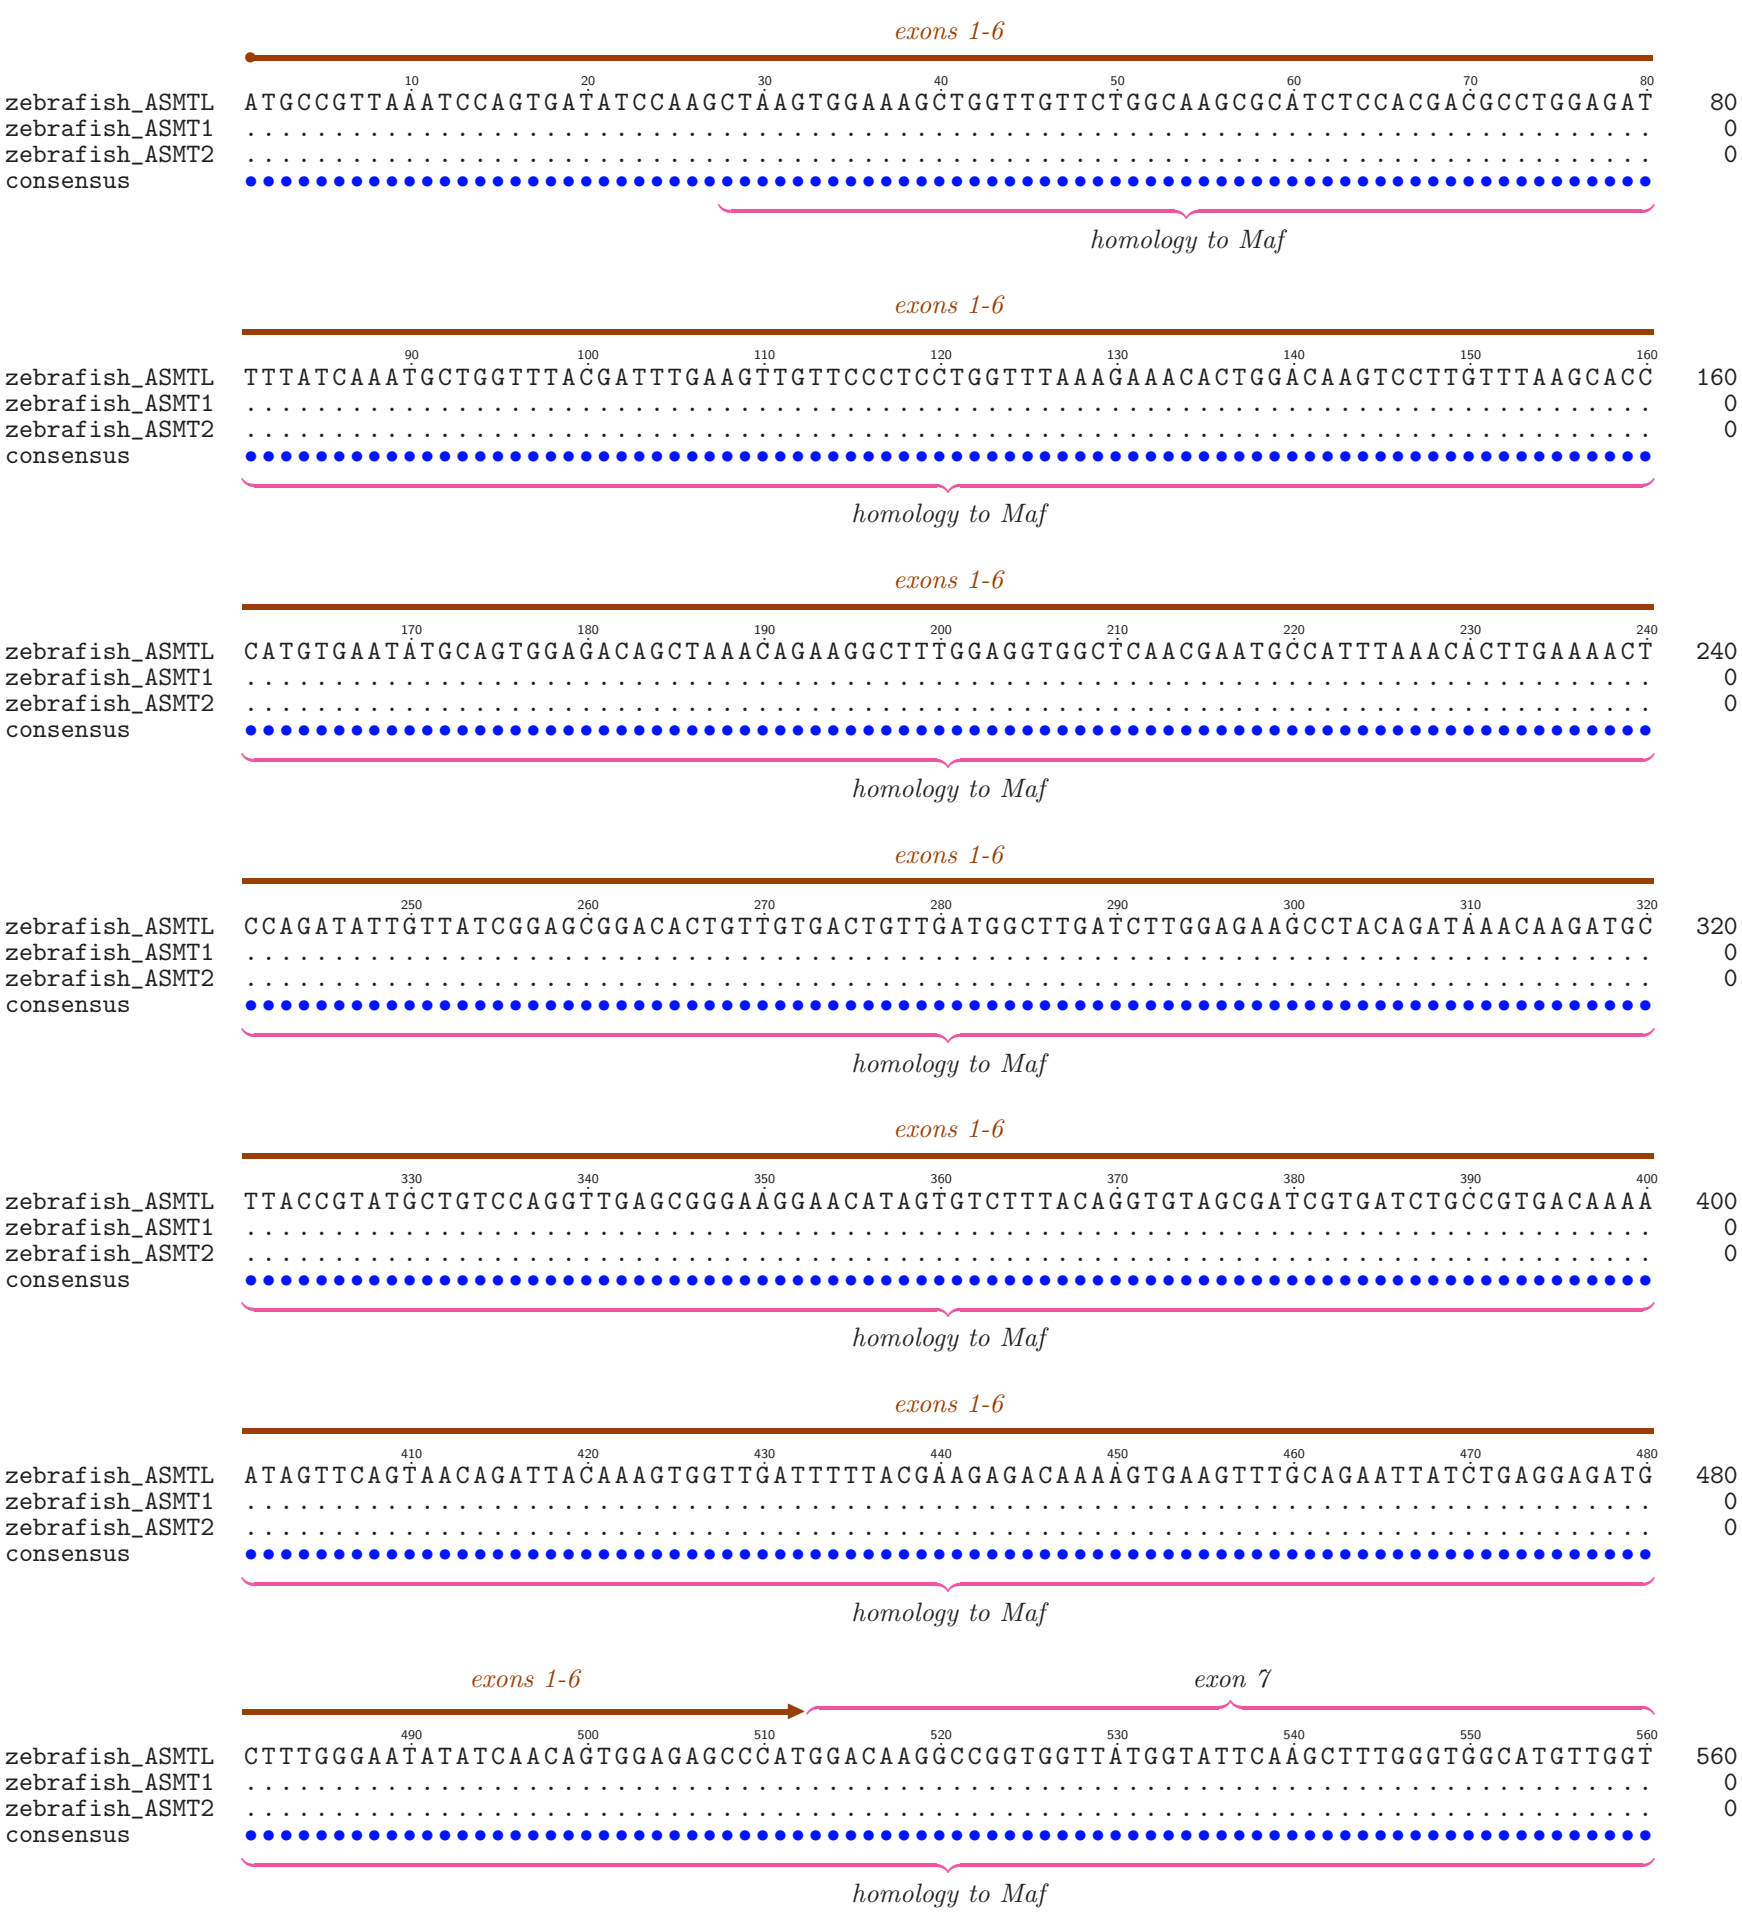 exons 1-6
10 20 30 40 50 60 70 80
zebrafish_ASMTL ATGCCGTTAAATCCAGTGATATCCAAGCTAAGTGGAAAGCTGGTTGTTCTGGCAAGCGCATCTCCACGACGCCTGGAGAT 80
zebrafish_ASMT1 ................................................................................ 0
zebrafish_ASMT2 ................................................................................ 0
consensus
homology to Maf
exons 1-6
90 100 110 120 130 140 150 160
zebrafish_ASMTL TTTATCAAATGCTGGTTTACGATTTGAAGTTGTTCCCTCCTGGTTTAAAGAAACACTGGACAAGTCCTTGTTTAAGCACC 160
zebrafish_ASMT1 ................................................................................ 0
zebrafish_ASMT2 ................................................................................ 0
consensus
homology to Maf
exons 1-6
170 180 190 200 210 220 230 240
zebrafish_ASMTL CATGTGAATATGCAGTGGAGACAGCTAAACAGAAGGCTTTGGAGGTGGCTCAACGAATGCCATTTAAACACTTGAAAACT 240
zebrafish_ASMT1 ................................................................................ 0
zebrafish_ASMT2 ................................................................................ 0
consensus
homology to Maf
exons 1-6
250 260 270 280 290 300 310 320
zebrafish_ASMTL CCAGATATTGTTATCGGAGCGGACACTGTTGTGACTGTTGATGGCTTGATCTTGGAGAAGCCTACAGATAAACAAGATGC 320
zebrafish_ASMT1 ................................................................................ 0
zebrafish_ASMT2 ................................................................................ 0
consensus
homology to Maf
exons 1-6
330 340 350 360 370 380 390 400
zebrafish_ASMTL TTACCGTATGCTGTCCAGGTTGAGCGGGAAGGAACATAGTGTCTTTACAGGTGTAGCGATCGTGATCTGCCGTGACAAAA 400
zebrafish_ASMT1 ................................................................................ 0
zebrafish_ASMT2 ................................................................................ 0
consensus
homology to Maf
exons 1-6
410 420 430 440 450 460 470 480
zebrafish_ASMTL ATAGTTCAGTAACAGATTACAAAGTGGTTGATTTTTACGAAGAGACAAAAGTGAAGTTTGCAGAATTATCTGAGGAGATG 480
zebrafish_ASMT1 ................................................................................ 0
zebrafish_ASMT2 ................................................................................ 0
consensus
homology to Maf
exons 1-6 exon 7
490 500 510 520 530 540 550 560
zebrafish_ASMTL CTTTGGGAATATATCAACAGTGGAGAGCCCATGGACAAGGCCGGTGGTTATGGTATTCAAGCTTTGGGTGGCATGTTGGT 560
zebrafish_ASMT1 ................................................................................ 0
zebrafish_ASMT2 ................................................................................ 0
consensus
homology to Maf